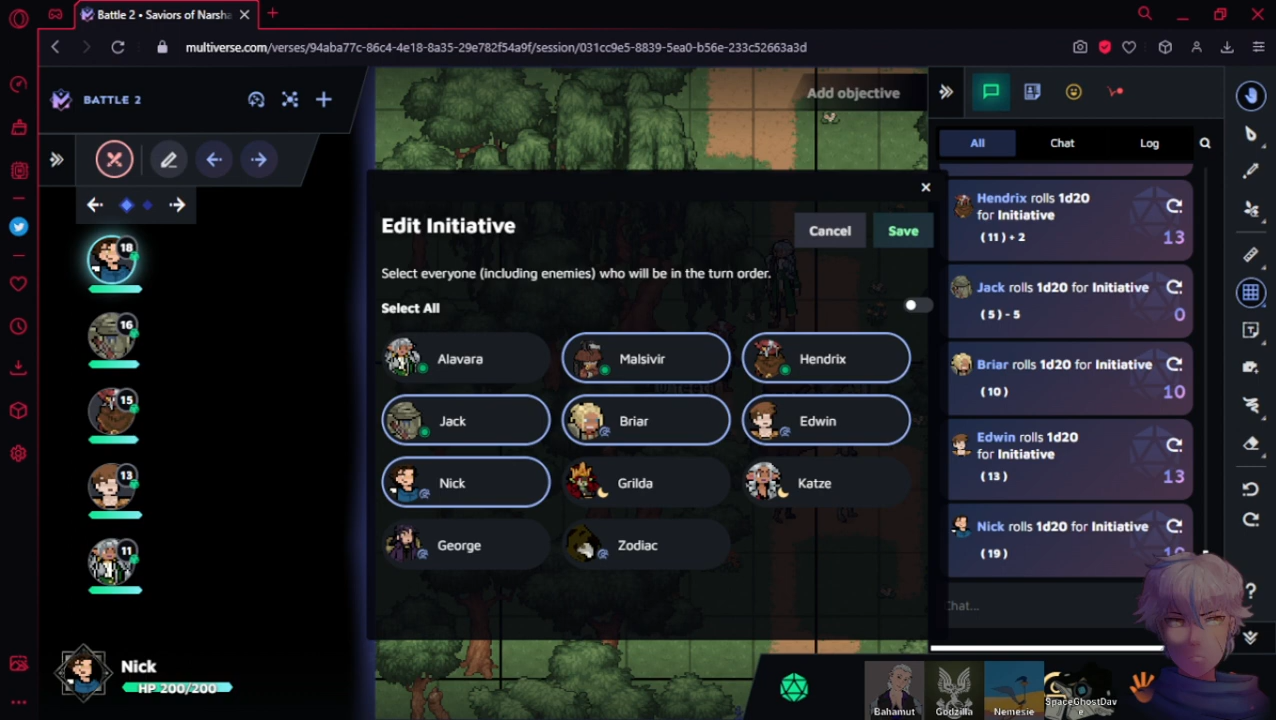 Battle 2 • Saviors of Narsha
multiverse.com/verses/94aba77c-86c4-4e18-8a35-29e782f54a9f/session/031cc9e5-8839-5ea0-b56e-233c52663a3d
BATTLE 2
18
16
15
13
11
Nick
HP 200/200
Add objective
Edit Initiative
Cancel
Save
Select everyone (including enemies) who will be in the turn order.
Select All
Alavara
Malsivir
Hendrix
Jack
Briar
Edwin
Nick
Grilda
Katze
George
Zodiac
All
Chat
Log
Hendrix rolls 1d20
for Initiative
( 11 ) + 2
13
Jack rolls 1d20 for Initiative
( 5 ) - 5
0
Briar rolls 1d20 for Initiative
( 10 )
10
Edwin rolls 1d20
for Initiative
( 13 )
13
Nick rolls 1d20 for Initiative
( 19 )
Chat...
?
Bahamut
Godzilla
Nemesie
SpaceGhostDav
e